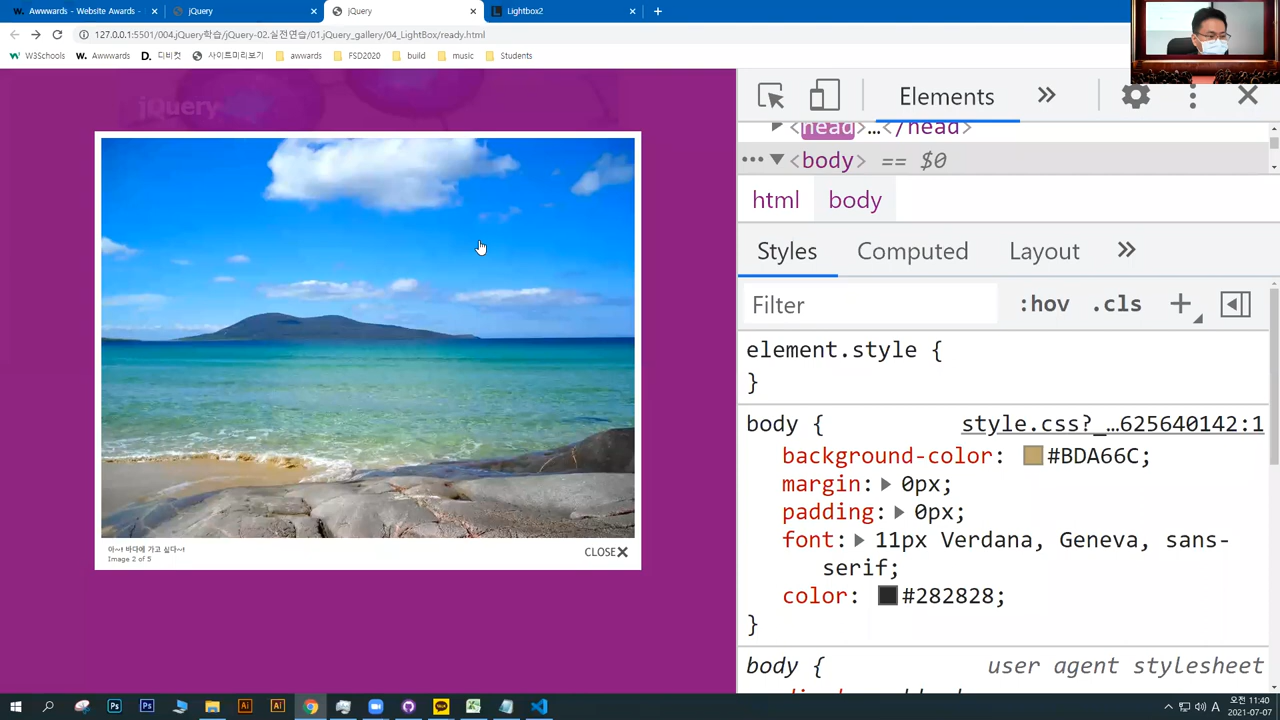 Awwwards - Website Awards -
jQuery
jQuery
Lightbox2
127.0.0.1:5501/004.jQuery학습/jQuery-02.실전연습/01.jQuery_gallery/04_LightBox/ready.html
W3Schools
Awwwards
디비컷
사이트미리보기
awwards
FSD2020
build
music
Students
jQuery
아~! 바다에 가고 싶다~!
Image 2 of 5
CLOSE
Elements
<head>…</head>
<body> == $0
html body
Styles Computed Layout
Filter :hov .cls
element.style {
}
body { style.css?_…625640142:1
background-color: #BDA66C;
margin: 0px;
padding: 0px;
font: 11px Verdana, Geneva, sans-
serif;
color: #282828;
}
body { user agent stylesheet
A 오전 11:40
2021-07-07